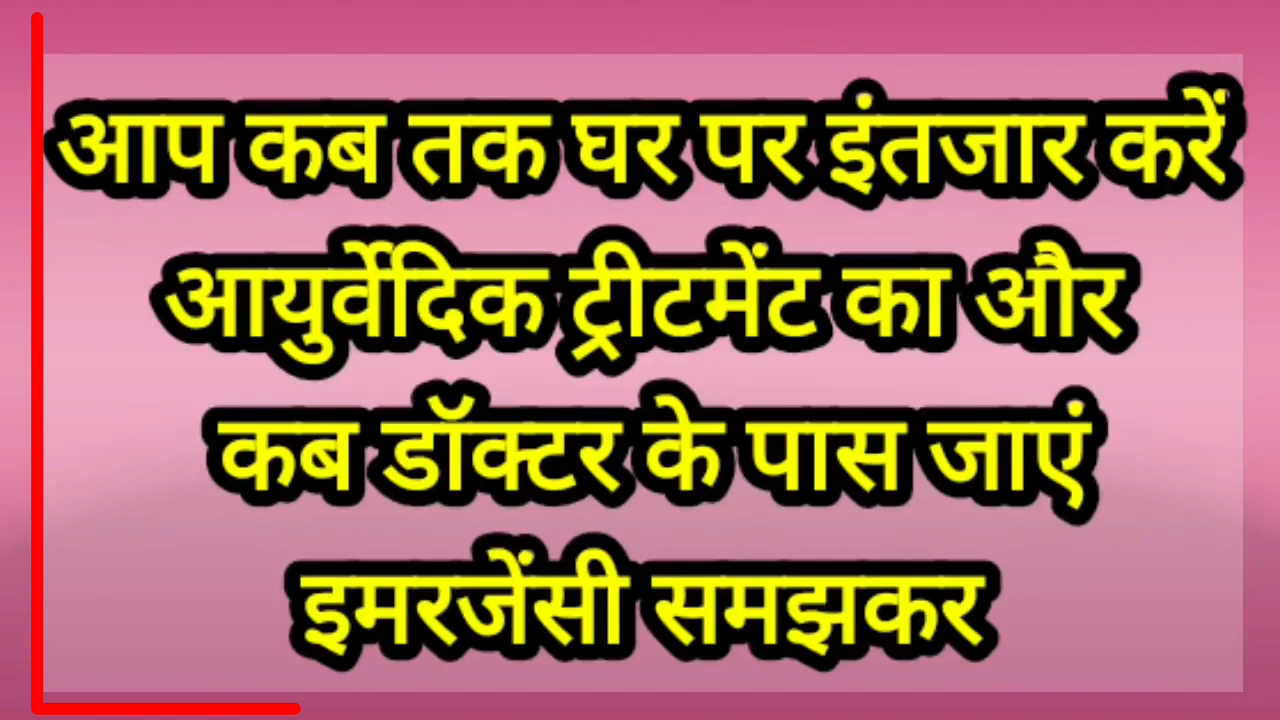 आप कब तक घर पर इंतजार करें
आयुर्वेदिक ट्रीटमेंट का और
कब डॉक्टर के पास जाएं
इमरजेंसी समझकर